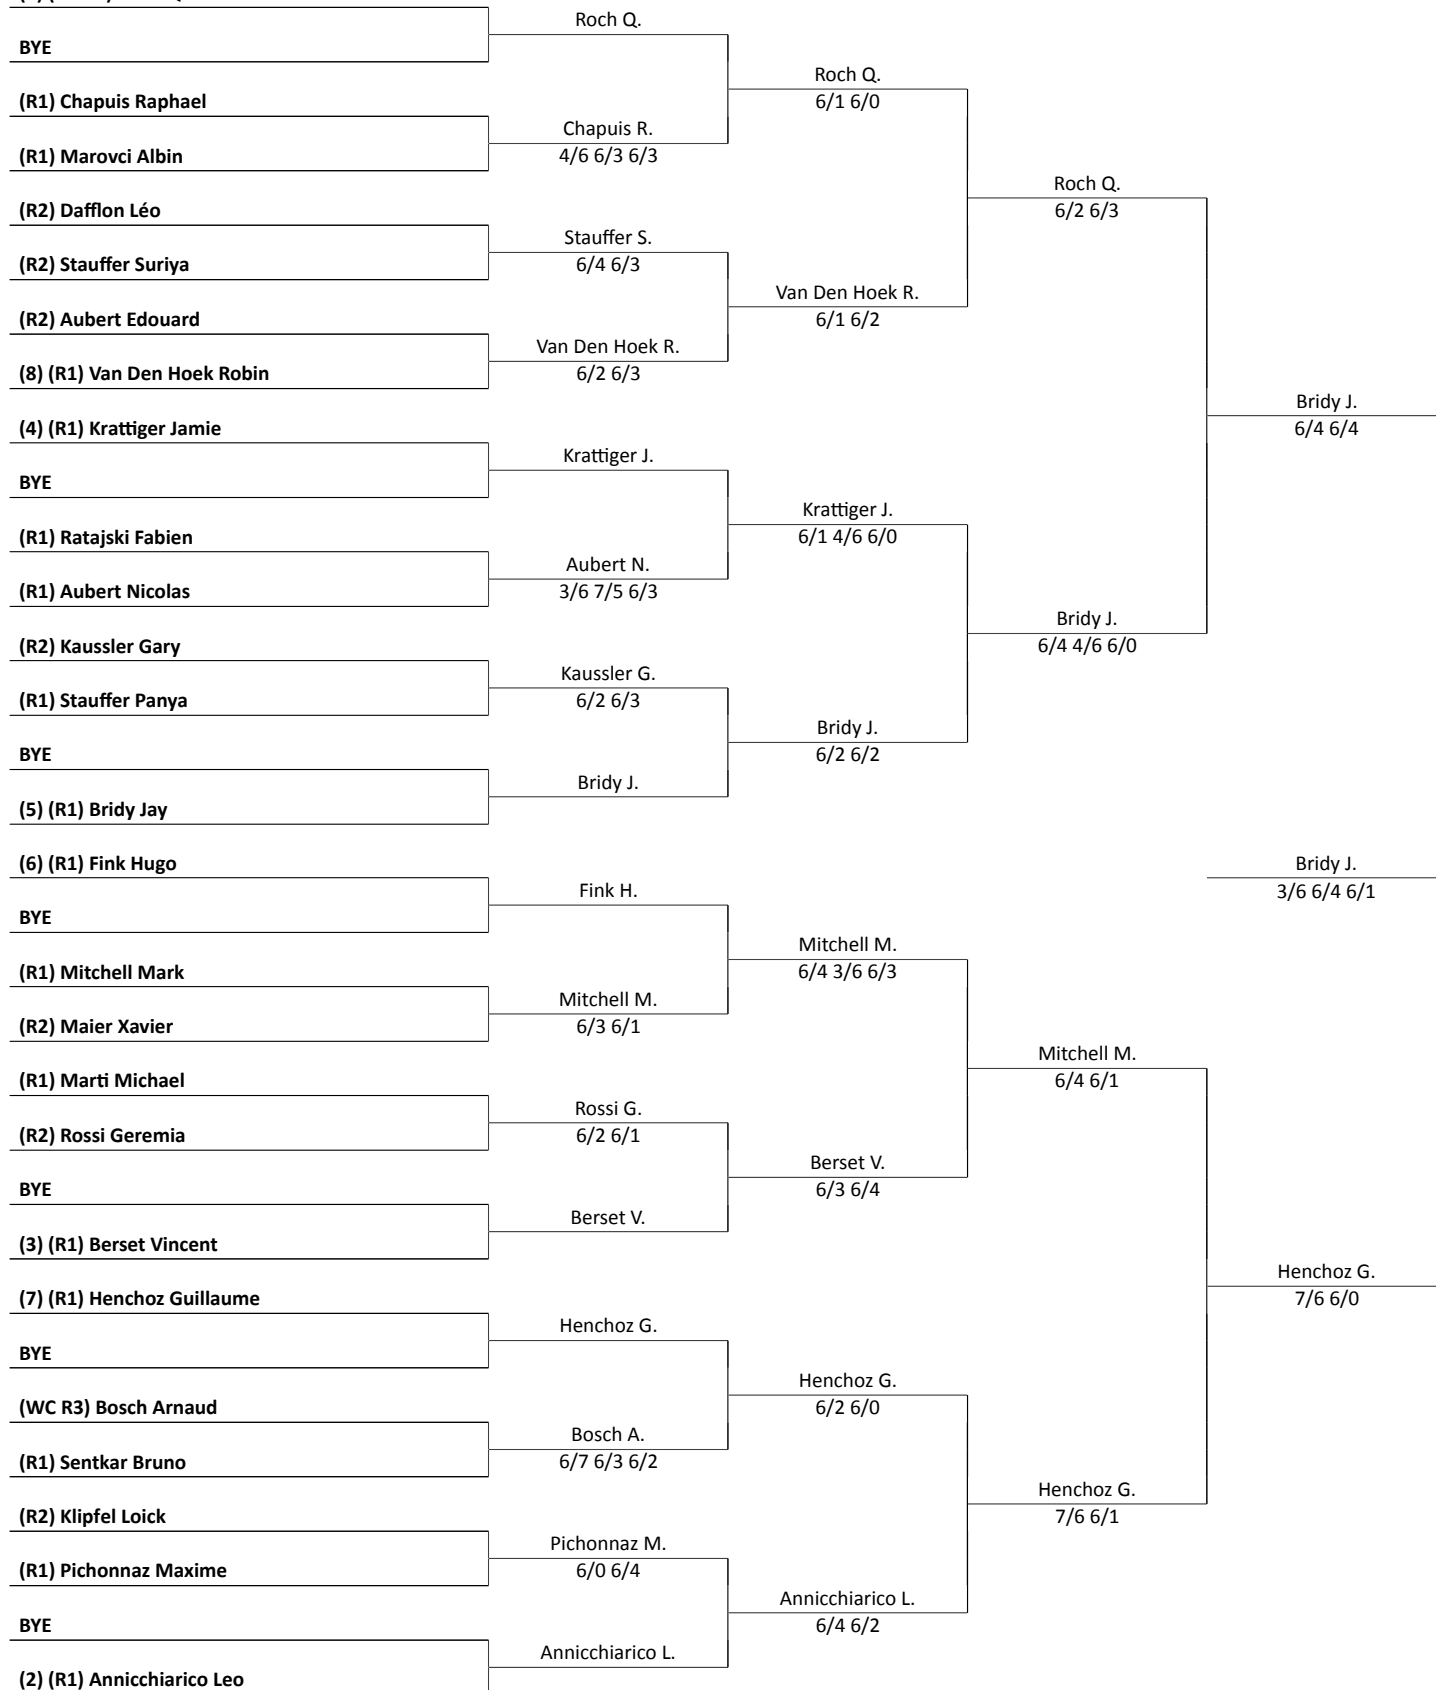 BYE
(R1) Chapuis Raphael
(R1) Marovci Albin
(R2) Dafflon Léo
(R2) Stauffer Suriya
(R2) Aubert Edouard
(8) (R1) Van Den Hoek Robin
(4) (R1) Krattiger Jamie
BYE
(R1) Ratajski Fabien
(R1) Aubert Nicolas
(R2) Kaussler Gary
(R1) Stauffer Panya
BYE
(5) (R1) Bridy Jay
(6) (R1) Fink Hugo
BYE
(R1) Mitchell Mark
(R2) Maier Xavier
(R1) Marti Michael
(R2) Rossi Geremia
BYE
(3) (R1) Berset Vincent
(7) (R1) Henchoz Guillaume
BYE
(WC R3) Bosch Arnaud
(R1) Sentkar Bruno
(R2) Klipfel Loick
(R1) Pichonnaz Maxime
BYE
(2) (R1) Annicchiarico Leo
Roch Q.
Chapuis R.
4/6 6/3 6/3
Stauffer S.
6/4 6/3
Van Den Hoek R.
6/2 6/3
Krattiger J.
Aubert N.
3/6 7/5 6/3
Kaussler G.
6/2 6/3
Bridy J.
Fink H.
Mitchell M.
6/3 6/1
Rossi G.
6/2 6/1
Berset V.
Henchoz G.
Bosch A.
6/7 6/3 6/2
Pichonnaz M.
6/0 6/4
Annicchiarico L.
Roch Q.
6/1 6/0
Van Den Hoek R.
6/1 6/2
Krattiger J.
6/1 4/6 6/0
Bridy J.
6/2 6/2
Mitchell M.
6/4 3/6 6/3
Berset V.
6/3 6/4
Henchoz G.
6/2 6/0
Annicchiarico L.
6/4 6/2
Roch Q.
6/2 6/3
Bridy J.
6/4 4/6 6/0
Mitchell M.
6/4 6/1
Henchoz G.
7/6 6/1
Bridy J.
6/4 6/4
Bridy J.
3/6 6/4 6/1
Henchoz G.
7/6 6/0